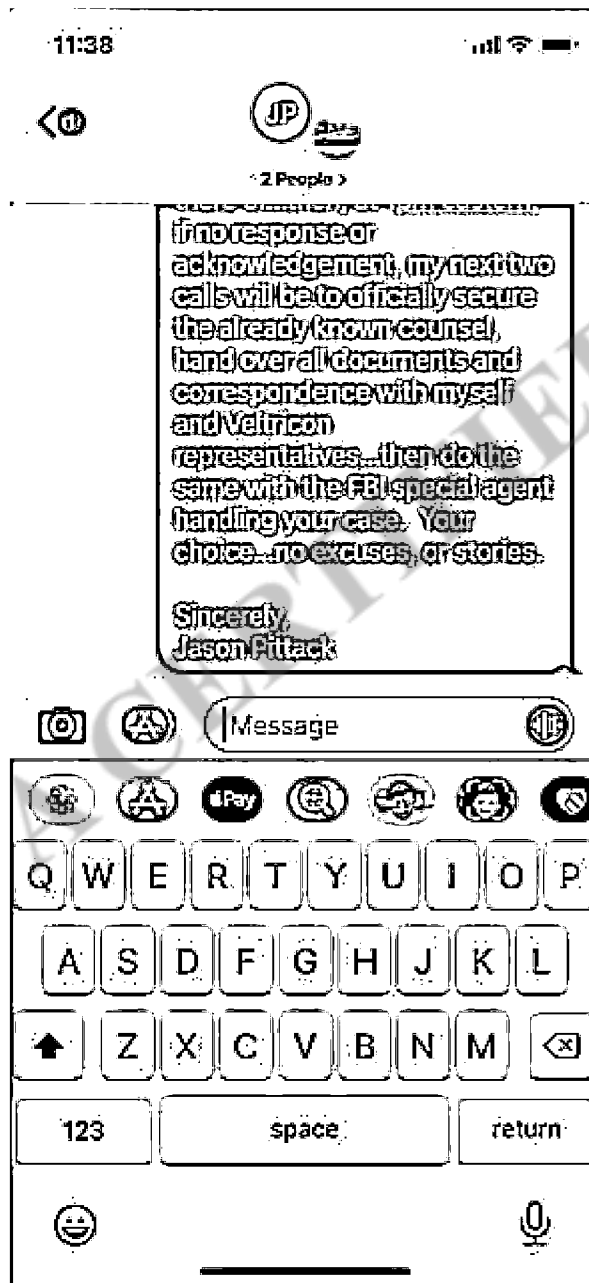 11:38
JP
2 People >
if no response or
acknowledgement, my next two
calls will be to officially secure
the already known counsel,
hand over all documents and
correspondence with myself
and Veltricon
representatives...then do the
same with the FBI special agent
handling your case. Your
choice...no excuses, or stories.
Sincerely,
Jason Pittack
Message
Pay
Q W E R T Y U I O P
A S D F G H J K L
Z X C V B N M
123 space return